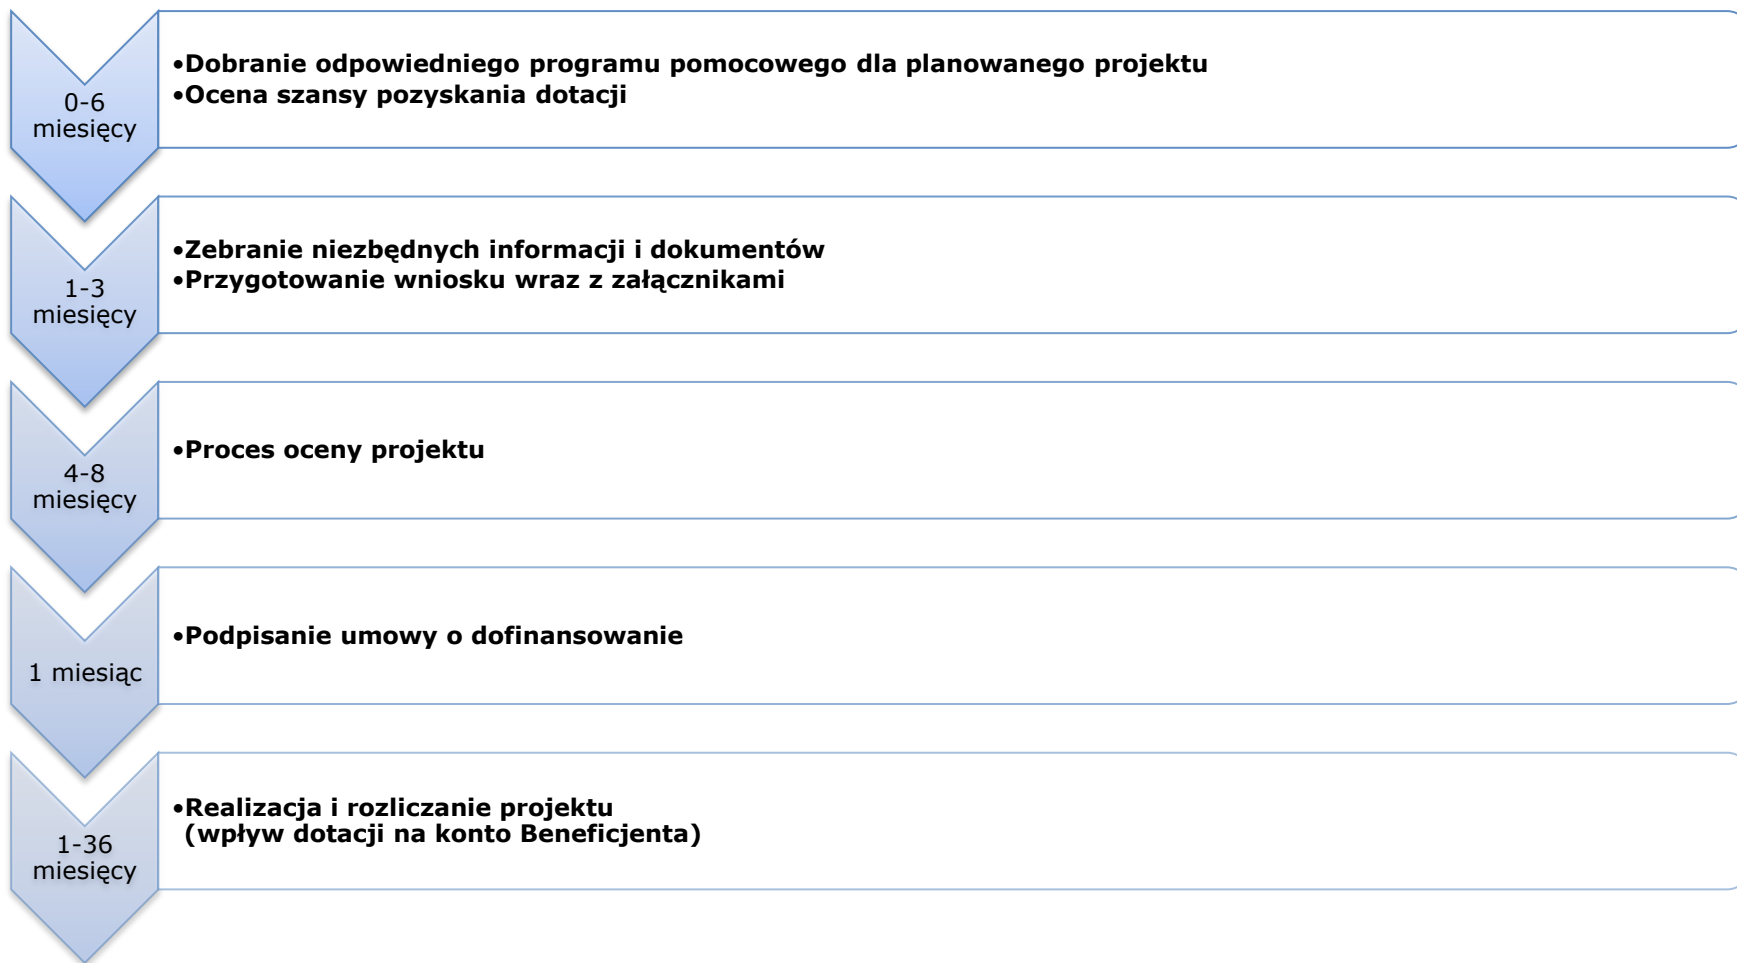 0-6
miesięcy
•Dobranie odpowiedniego programu pomocowego dla planowanego projektu
•Ocena szansy pozyskania dotacji
1-3
miesięcy
•Zebranie niezbędnych informacji i dokumentów
•Przygotowanie wniosku wraz z załącznikami
4-8
miesięcy
•Proces oceny projektu
1 miesiąc
•Podpisanie umowy o dofinansowanie
1-36
miesięcy
•Realizacja i rozliczanie projektu
(wpływ dotacji na konto Beneficjenta)